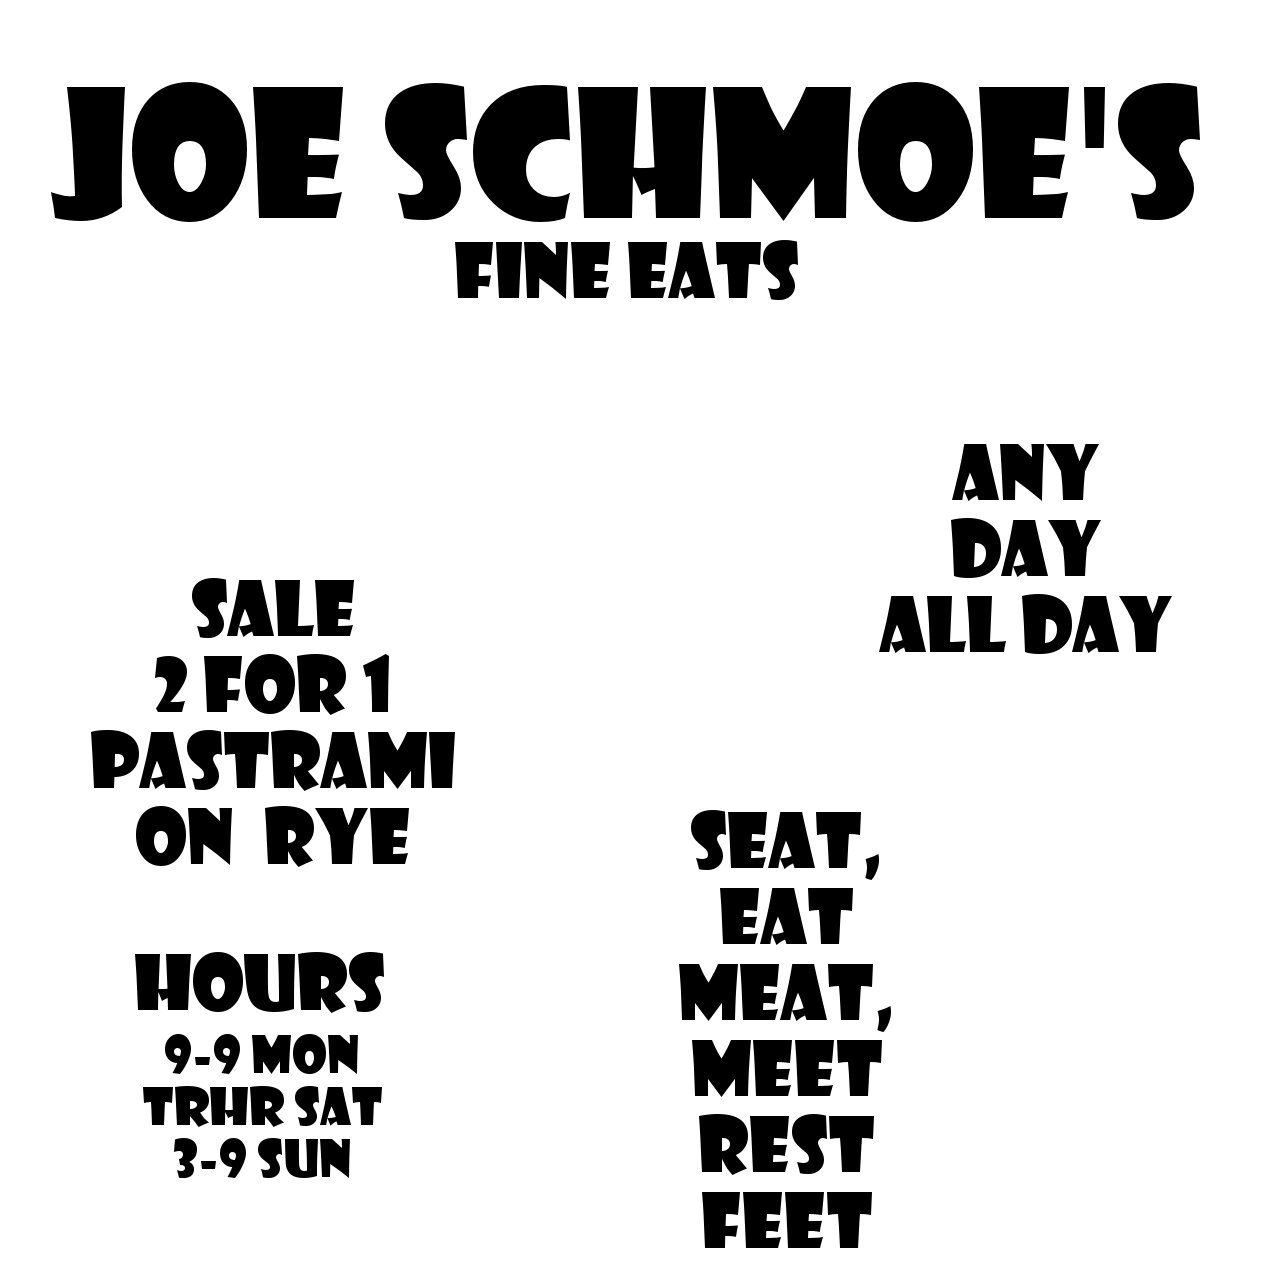 JOE SCHMOE'S
FINE EATS
ANY
DAY
ALL DAY
SALE
2 FOR 1
PASTRAMI
ON RYE
HOURS
9-9 MON
TRHR SAT
3-9 SUN
SEAT,
EAT
MEAT,
MEET
REST
FEET